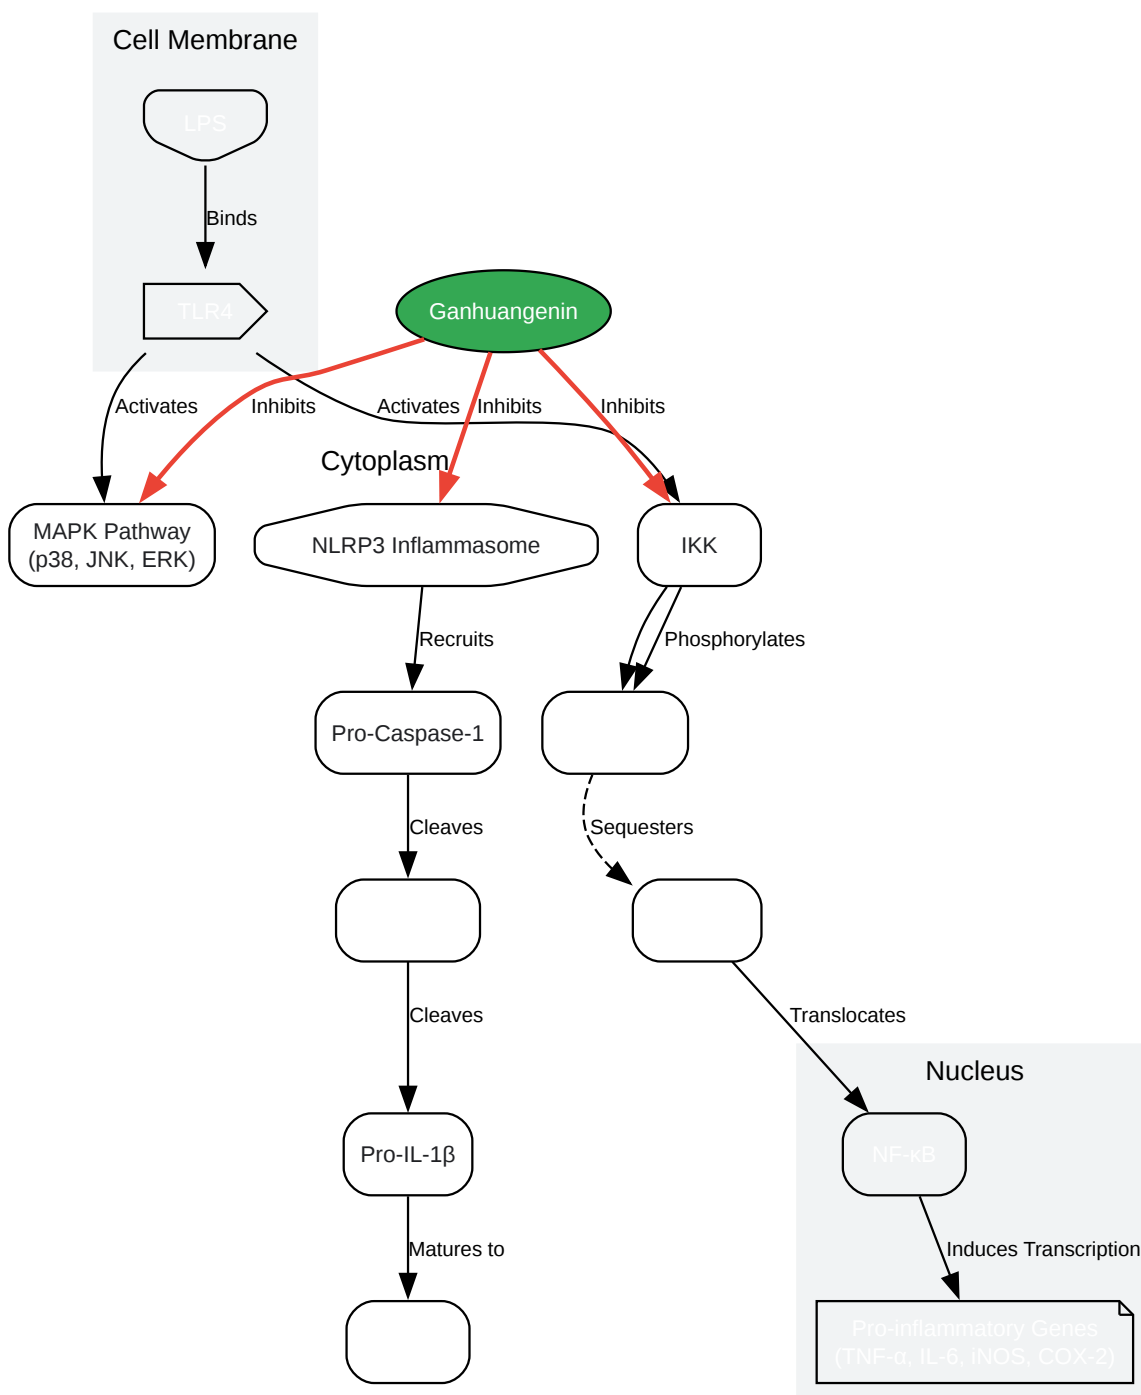 Cell Membrane
LPS
Binds
TLR4
Ganhuangenin
Activates
Inhibits
Activates
Inhibits
Inhibits
Cytoplasm
MAPK Pathway
(p38, JNK, ERK)
NLRP3 Inflammasome
IKK
Recruits
Phosphorylates
Pro-Caspase-1
Cleaves
Sequesters
Cleaves
Translocates
Nucleus
Pro-IL-1β
NF-κB
Matures to
Induces Transcription
Pro-inflammatory Genes
(TNF-α, IL-6, iNOS, COX-2)